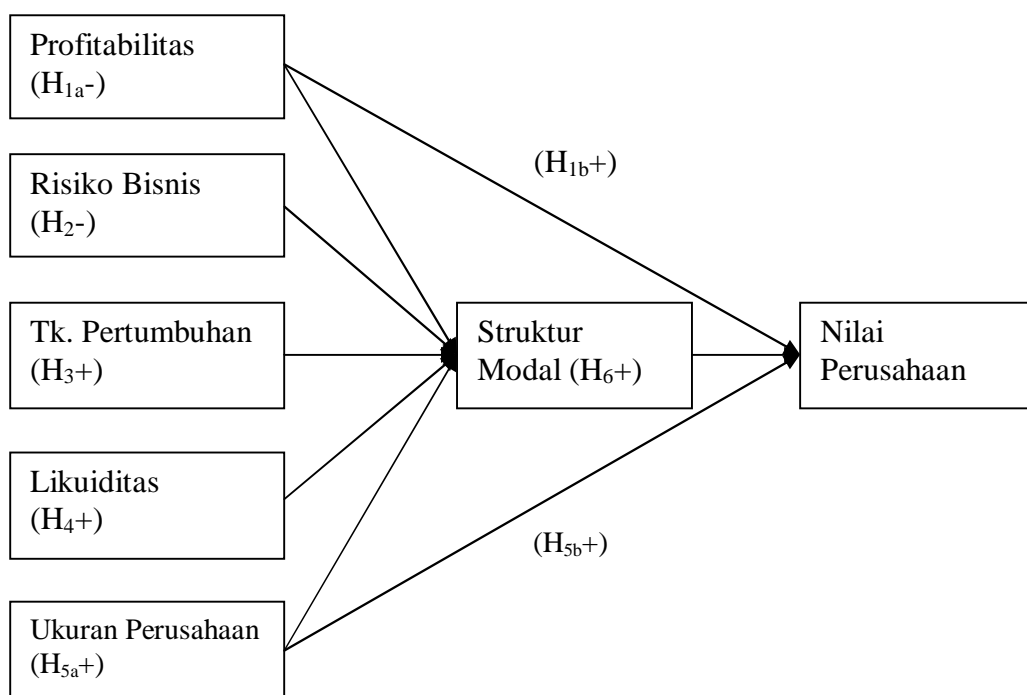 Profitabilitas
(H1a-)
(H1b+)
Risiko Bisnis
(H2-)
Tk. Pertumbuhan
(H3+)
Struktur
Modal (H6+)
Nilai
Perusahaan
Likuiditas
(H4+)
(H5b+)
Ukuran Perusahaan
(H5a+)